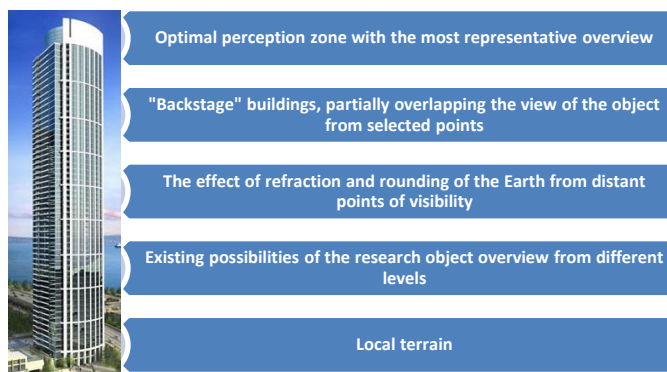 Optimal perception zone with the most representative overview
"Backstage" buildings, partially overlapping the view of the object
from selected points
The effect of refraction and rounding of the Earth from distant
points of visibility
Existing possibilities of the research object overview from different
levels
Local terrain